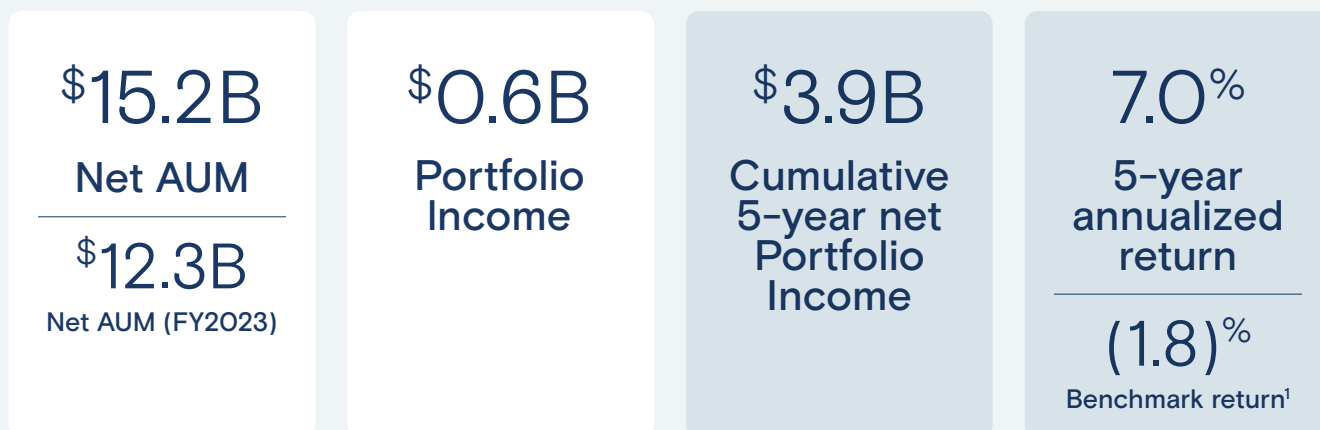 $15.2B
Net AUM
$12.3B
Net AUM (FY2023)
$0.6B
Portfolio
Income
$3.9B
Cumulative
5-year net
Portfolio
Income
7.0%
5-year
annualized
return
(1.8)%
Benchmark return¹